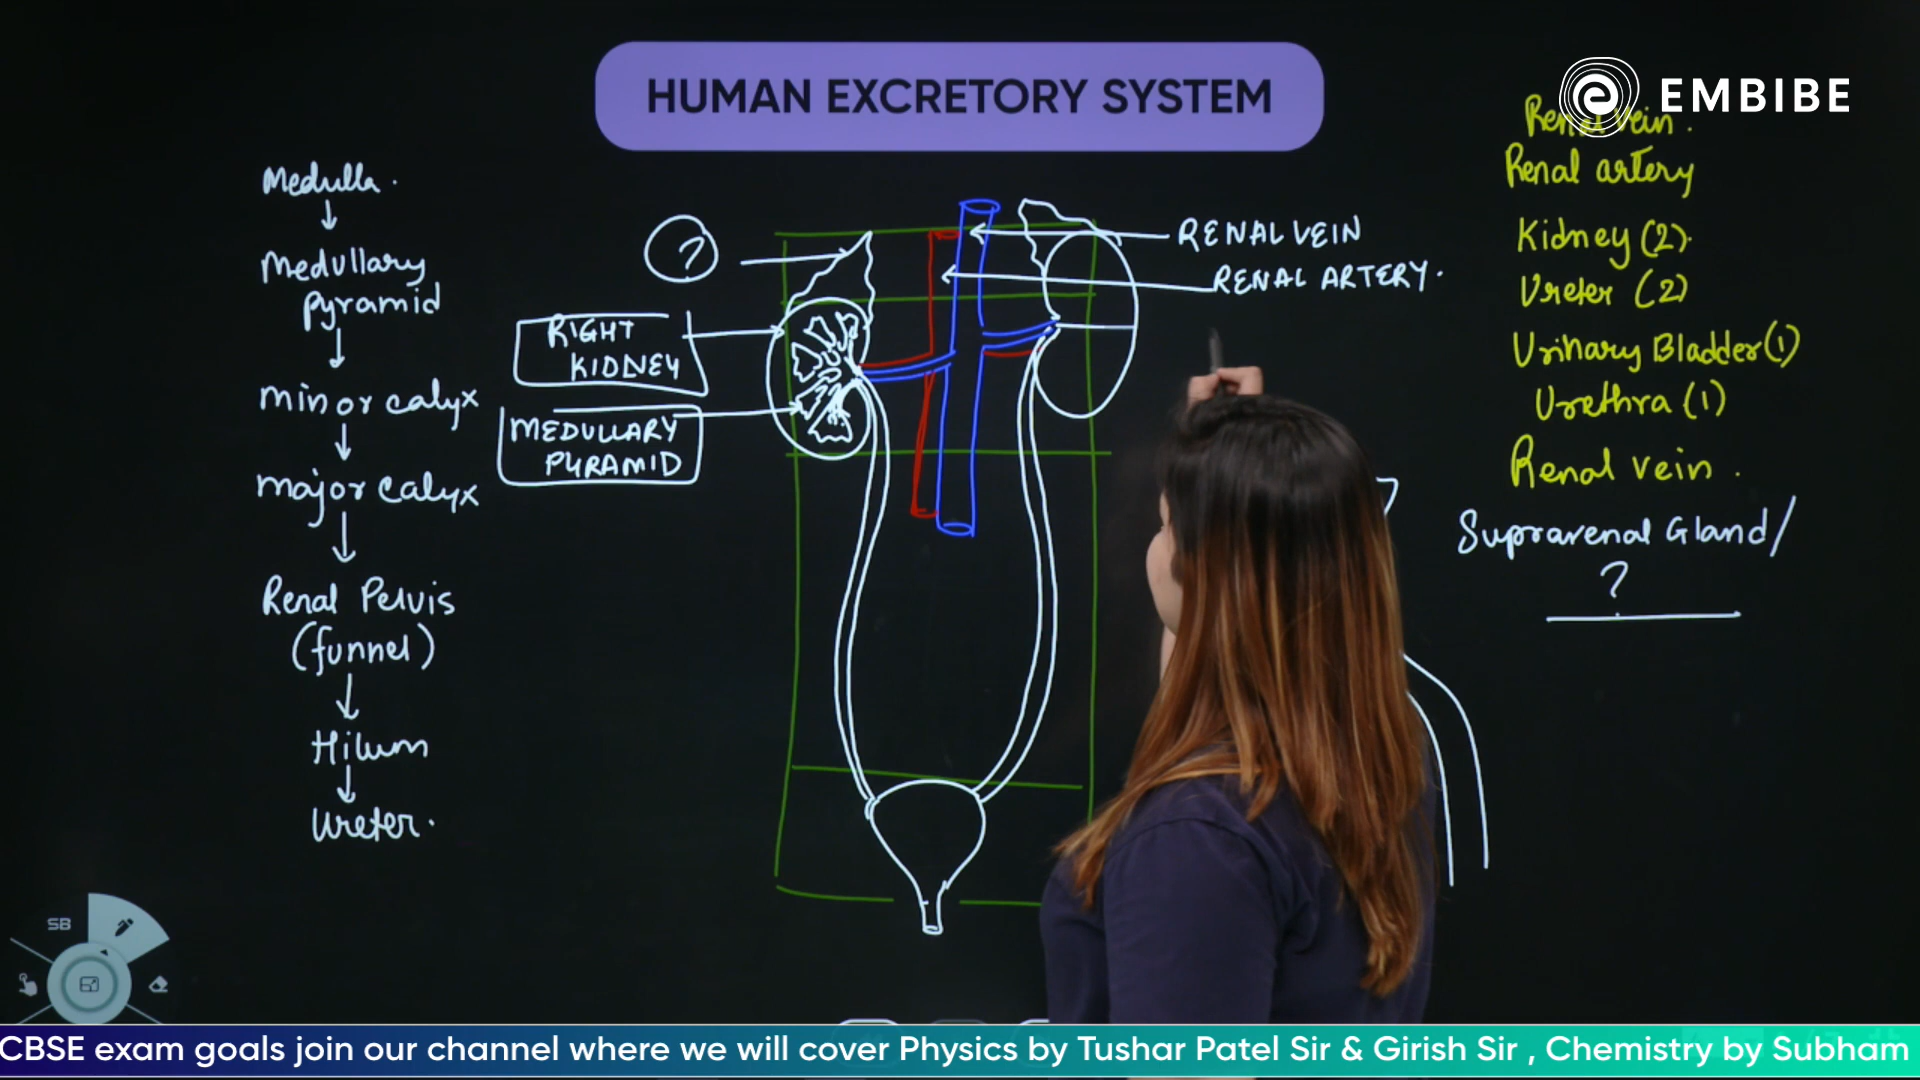 HUMAN EXCRETORY SYSTEM
EMBIBE
Medulla.
Medullary
Pyramid
minor calyx
major calyx
Renal Pelvis
(funnel)
Hilum
Ureter.
?
RIGHT
KIDNEY
MEDULLARY
PYRAMID
RENAL VEIN
RENAL ARTERY.
Renal vein.
Renal artery
Kidney (2).
Ureter (2)
Urinary Bladder (1)
Urethra (1)
Renal vein.
Suprarenal Gland/
?
SB
CBSE exam goals join our channel where we will cover Physics by Tushar Patel Sir & Girish Sir , Chemistry by Subham